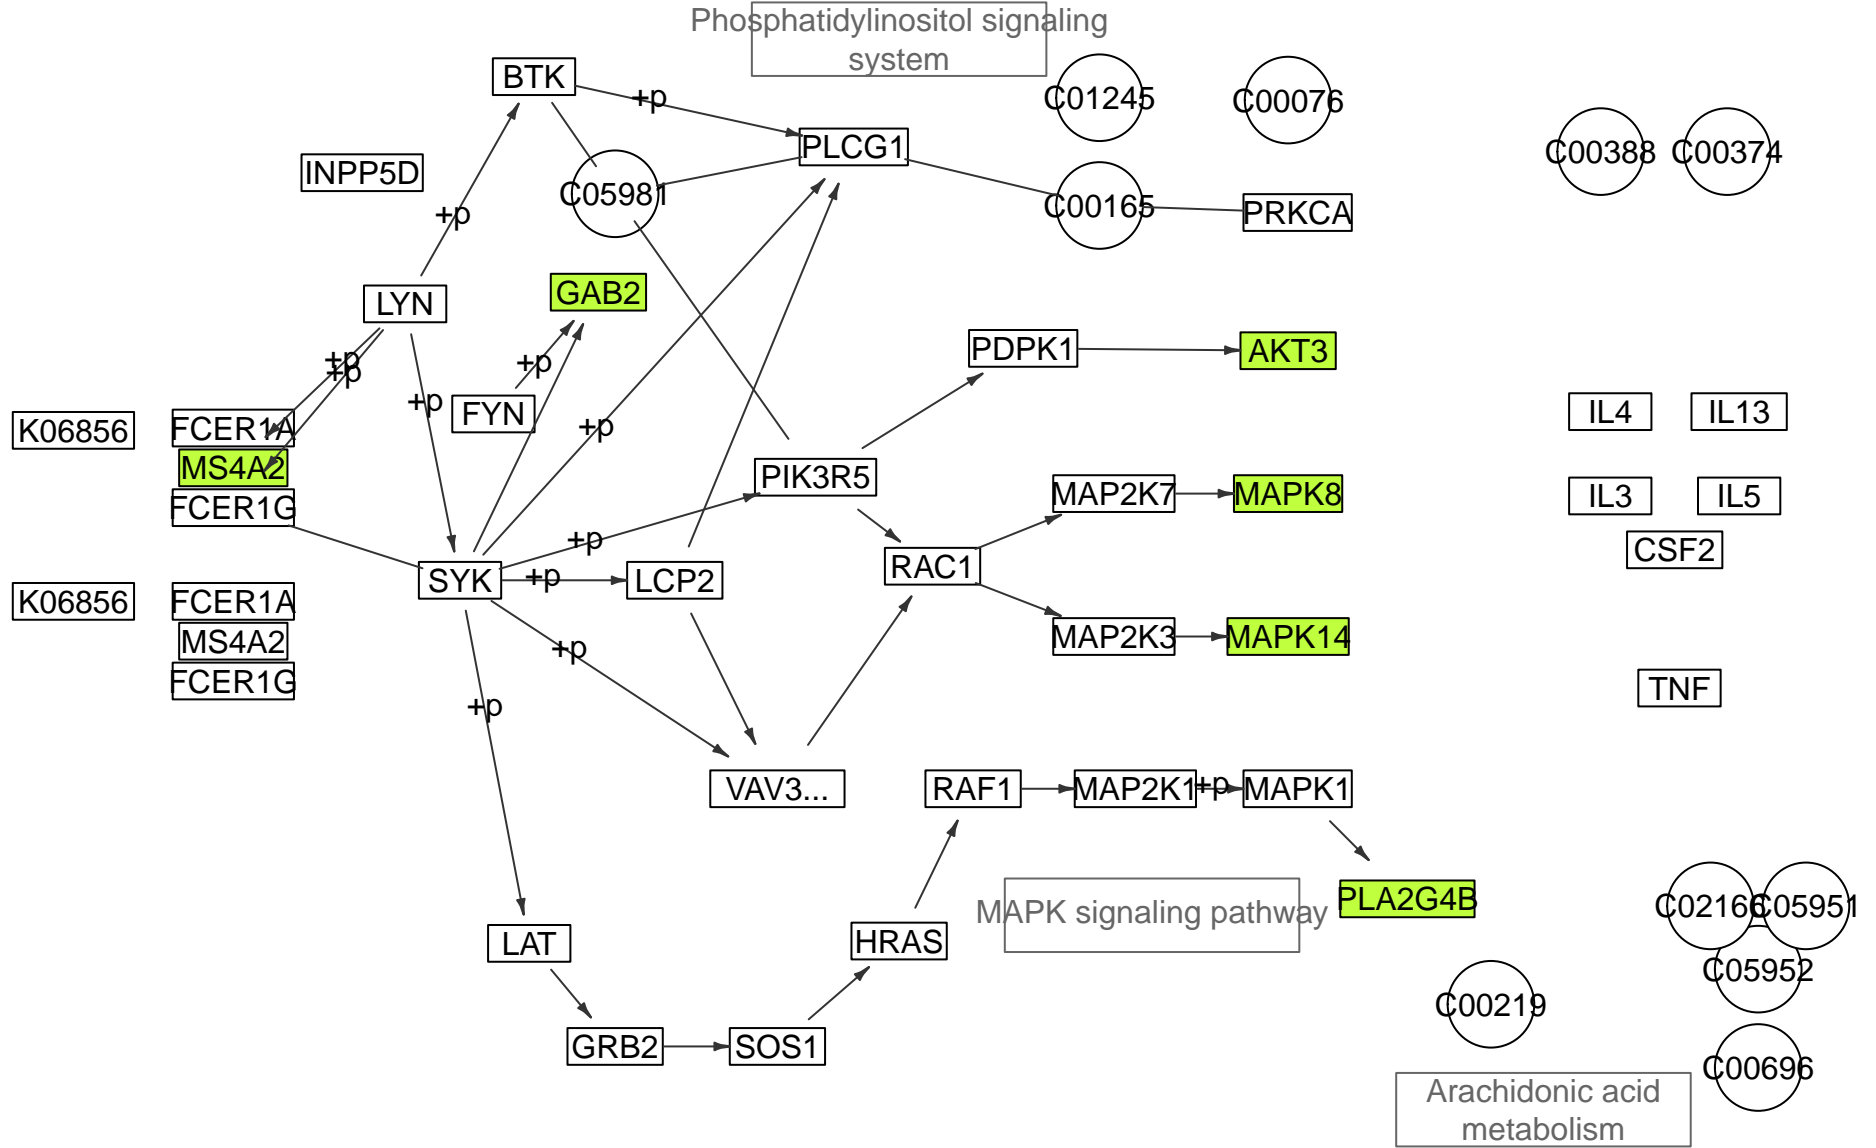 Phosphatidylinositol signaling
system
BTK
+p
C01245
C00076
PLCG1
C00388
C00374
INPP5D
C05981
C00165
PRKCA
+p
LYN
GAB2
PDPK1
AKT3
+p
+p
+p
+p
FYN
+p
K06856
FCER1A
IL4
IL13
MS4A2
PIK3R5
MAP2K7
MAPK8
FCER1G
IL3
IL5
+p
CSF2
SYK
+p
LCP2
RAC1
K06856
FCER1A
MS4A2
+p
MAP2K3
MAPK14
FCER1G
TNF
+p
VAV3...
RAF1
MAP2K1
+p
MAPK1
MAPK signaling pathway
PLA2G4B
C02166
C05951
LAT
HRAS
C05952
C00219
GRB2
SOS1
C00696
Arachidonic acid
metabolism